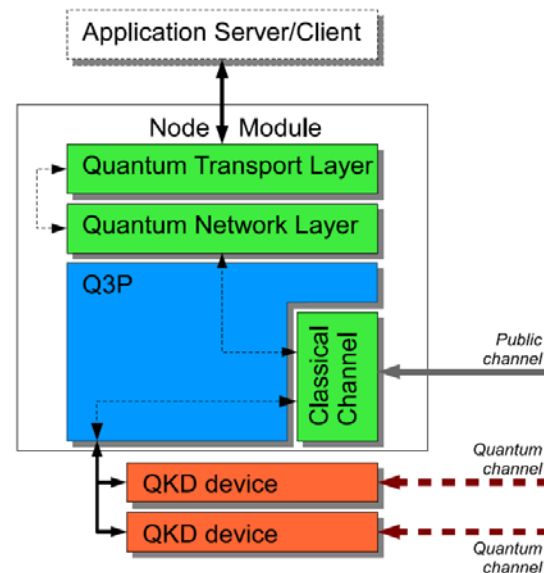 Application Server/Client
Node Module
Quantum Transport Layer
Quantum Network Layer
Q3P
Classical
Channel
Public
channel
Quantum
channel
QKD device
QKD device
Quantum
channel